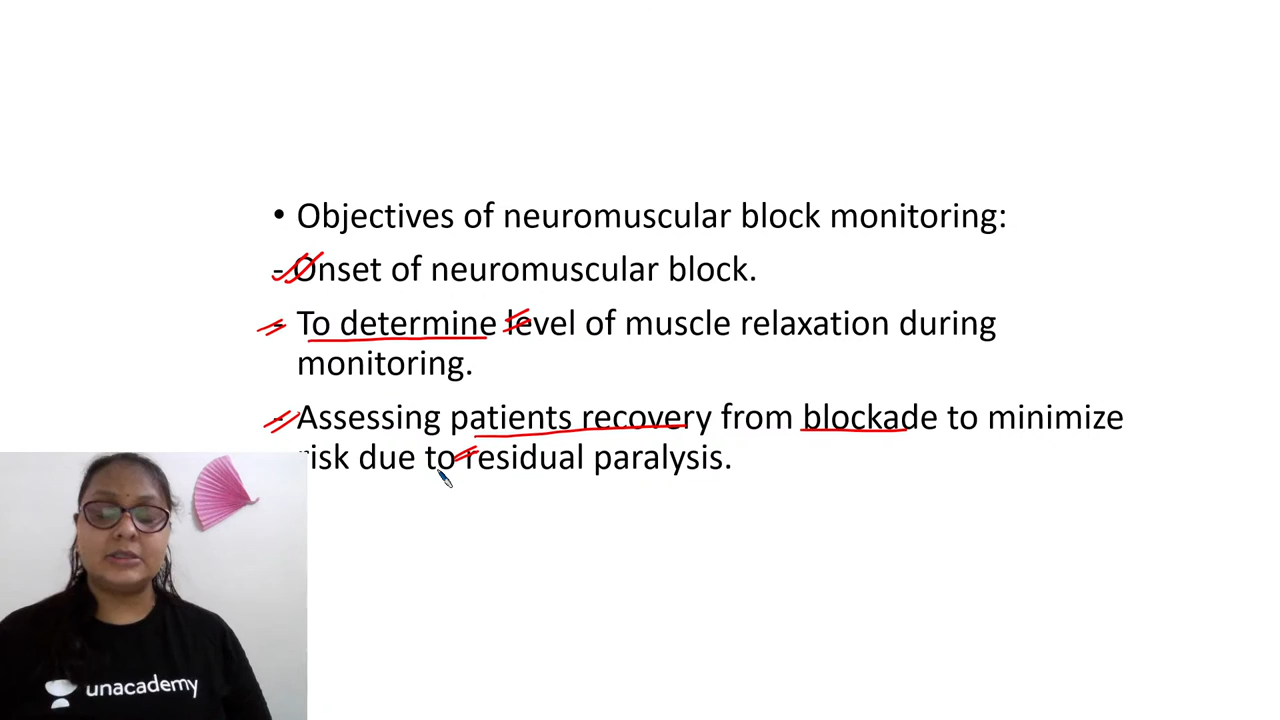 • Objectives of neuromuscular block monitoring:
- Onset of neuromuscular block.
- To determine level of muscle relaxation during
monitoring.
- Assessing patients recovery from blockade to minimize
risk due to residual paralysis.
unacademy